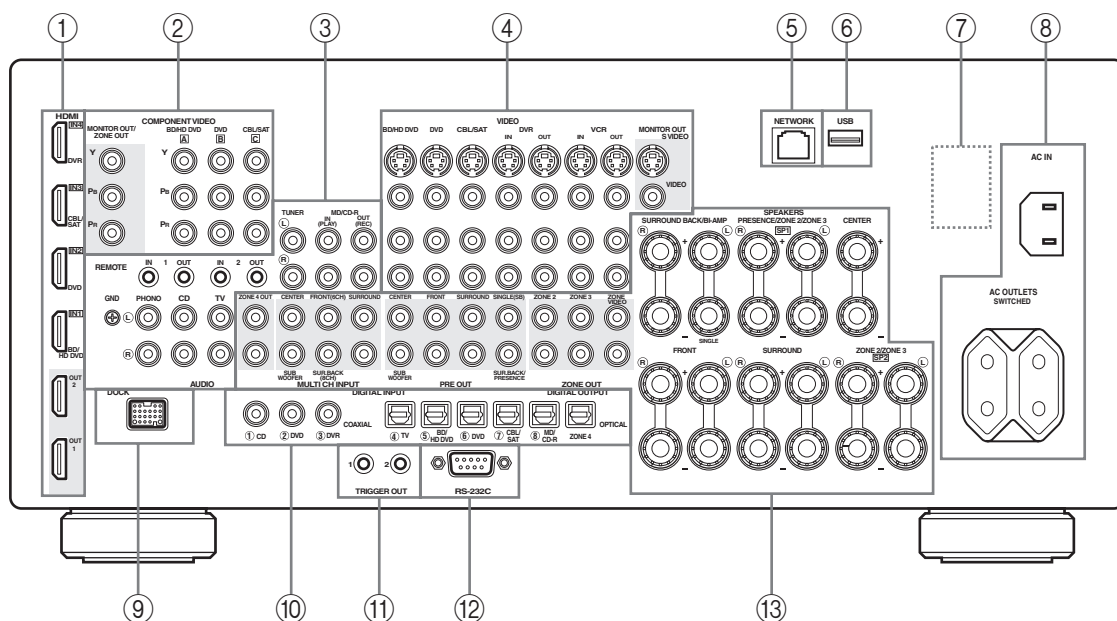 ① ② ③ ④ ⑤ ⑥ ⑦ ⑧
HDMI
IN4
DVR
IN3
CBL/
SAT
IN2
DVD
IN1
BD/
HD DVD
OUT
2
OUT
1
COMPONENT VIDEO
MONITOR OUT/
ZONE OUT
BD/HD DVD
A
DVD
B
CBL/SAT
C
Y Y
PB PB
PR PR
TUNER
MD/CD-R
IN
(PLAY)
OUT
(REC)
L
R
VIDEO
BD/HD DVD DVD CBL/SAT
DVR
IN OUT
VCR
IN OUT
MONITOR OUT
S VIDEO
VIDEO
NETWORK
USB
AC IN
AC OUTLETS
SWITCHED
REMOTE
IN 1 OUT IN 2 OUT
GND
PHONO CD TV
L
R
AUDIO
ZONE 4 OUT CENTER FRONT(6CH) SURROUND CENTER FRONT SURROUND SINGLE(SB) ZONE 2 ZONE 3 ZONE VIDEO
SUB
WOOFER
SUR.BACK
(8CH)
SUB
WOOFER
SUR.BACK/
PRESENCE
MULTI CH INPUT PRE OUT ZONE OUT
SPEAKERS
SURROUND BACK/BI-AMP PRESENCE/ZONE 2/ZONE 3 CENTER
SP1
R L R L
+ + +
– – –
SINGLE
FRONT SURROUND ZONE 2/ZONE 3
SP2
R L R L R L
+ + +
– – –
DOCK
DIGITAL INPUT DIGITAL OUTPUT
COAXIAL OPTICAL
① CD ② DVD ③ DVR ④ TV ⑤ BD/
HD DVD ⑥ DVD ⑦ CBL/
SAT ⑧ MD/
CD-R ZONE 4
1 2
TRIGGER OUT
RS-232C
⑨ ⑩ ⑪ ⑫ ⑬